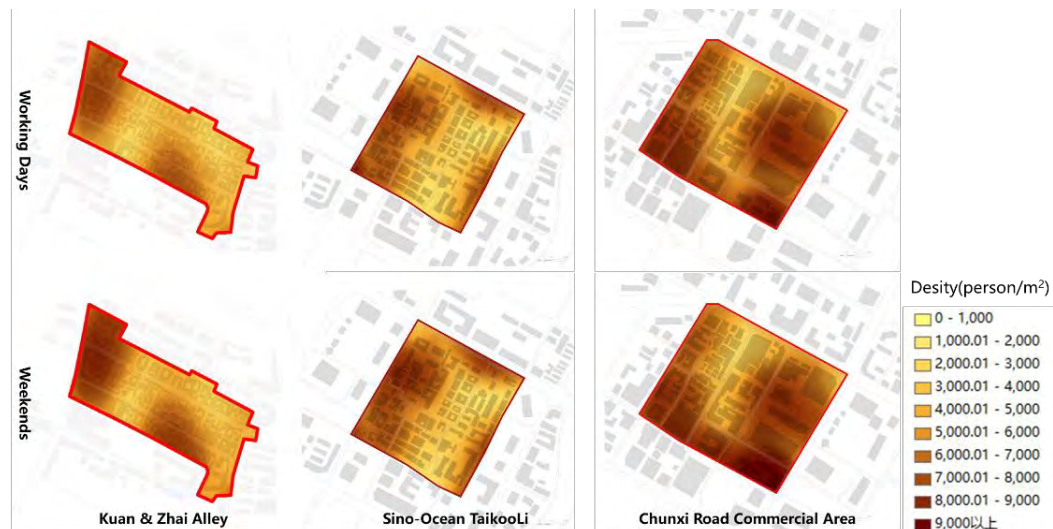 Working Days
Weekends
Kuan & Zhai Alley
Sino-Ocean TaikooLi
Chunxi Road Commercial Area
Desity(person/m²)
0 - 1,000
1,000.01 - 2,000
2,000.01 - 3,000
3,000.01 - 4,000
4,000.01 - 5,000
5,000.01 - 6,000
6,000.01 - 7,000
7,000.01 - 8,000
8,000.01 - 9,000
9,000以上